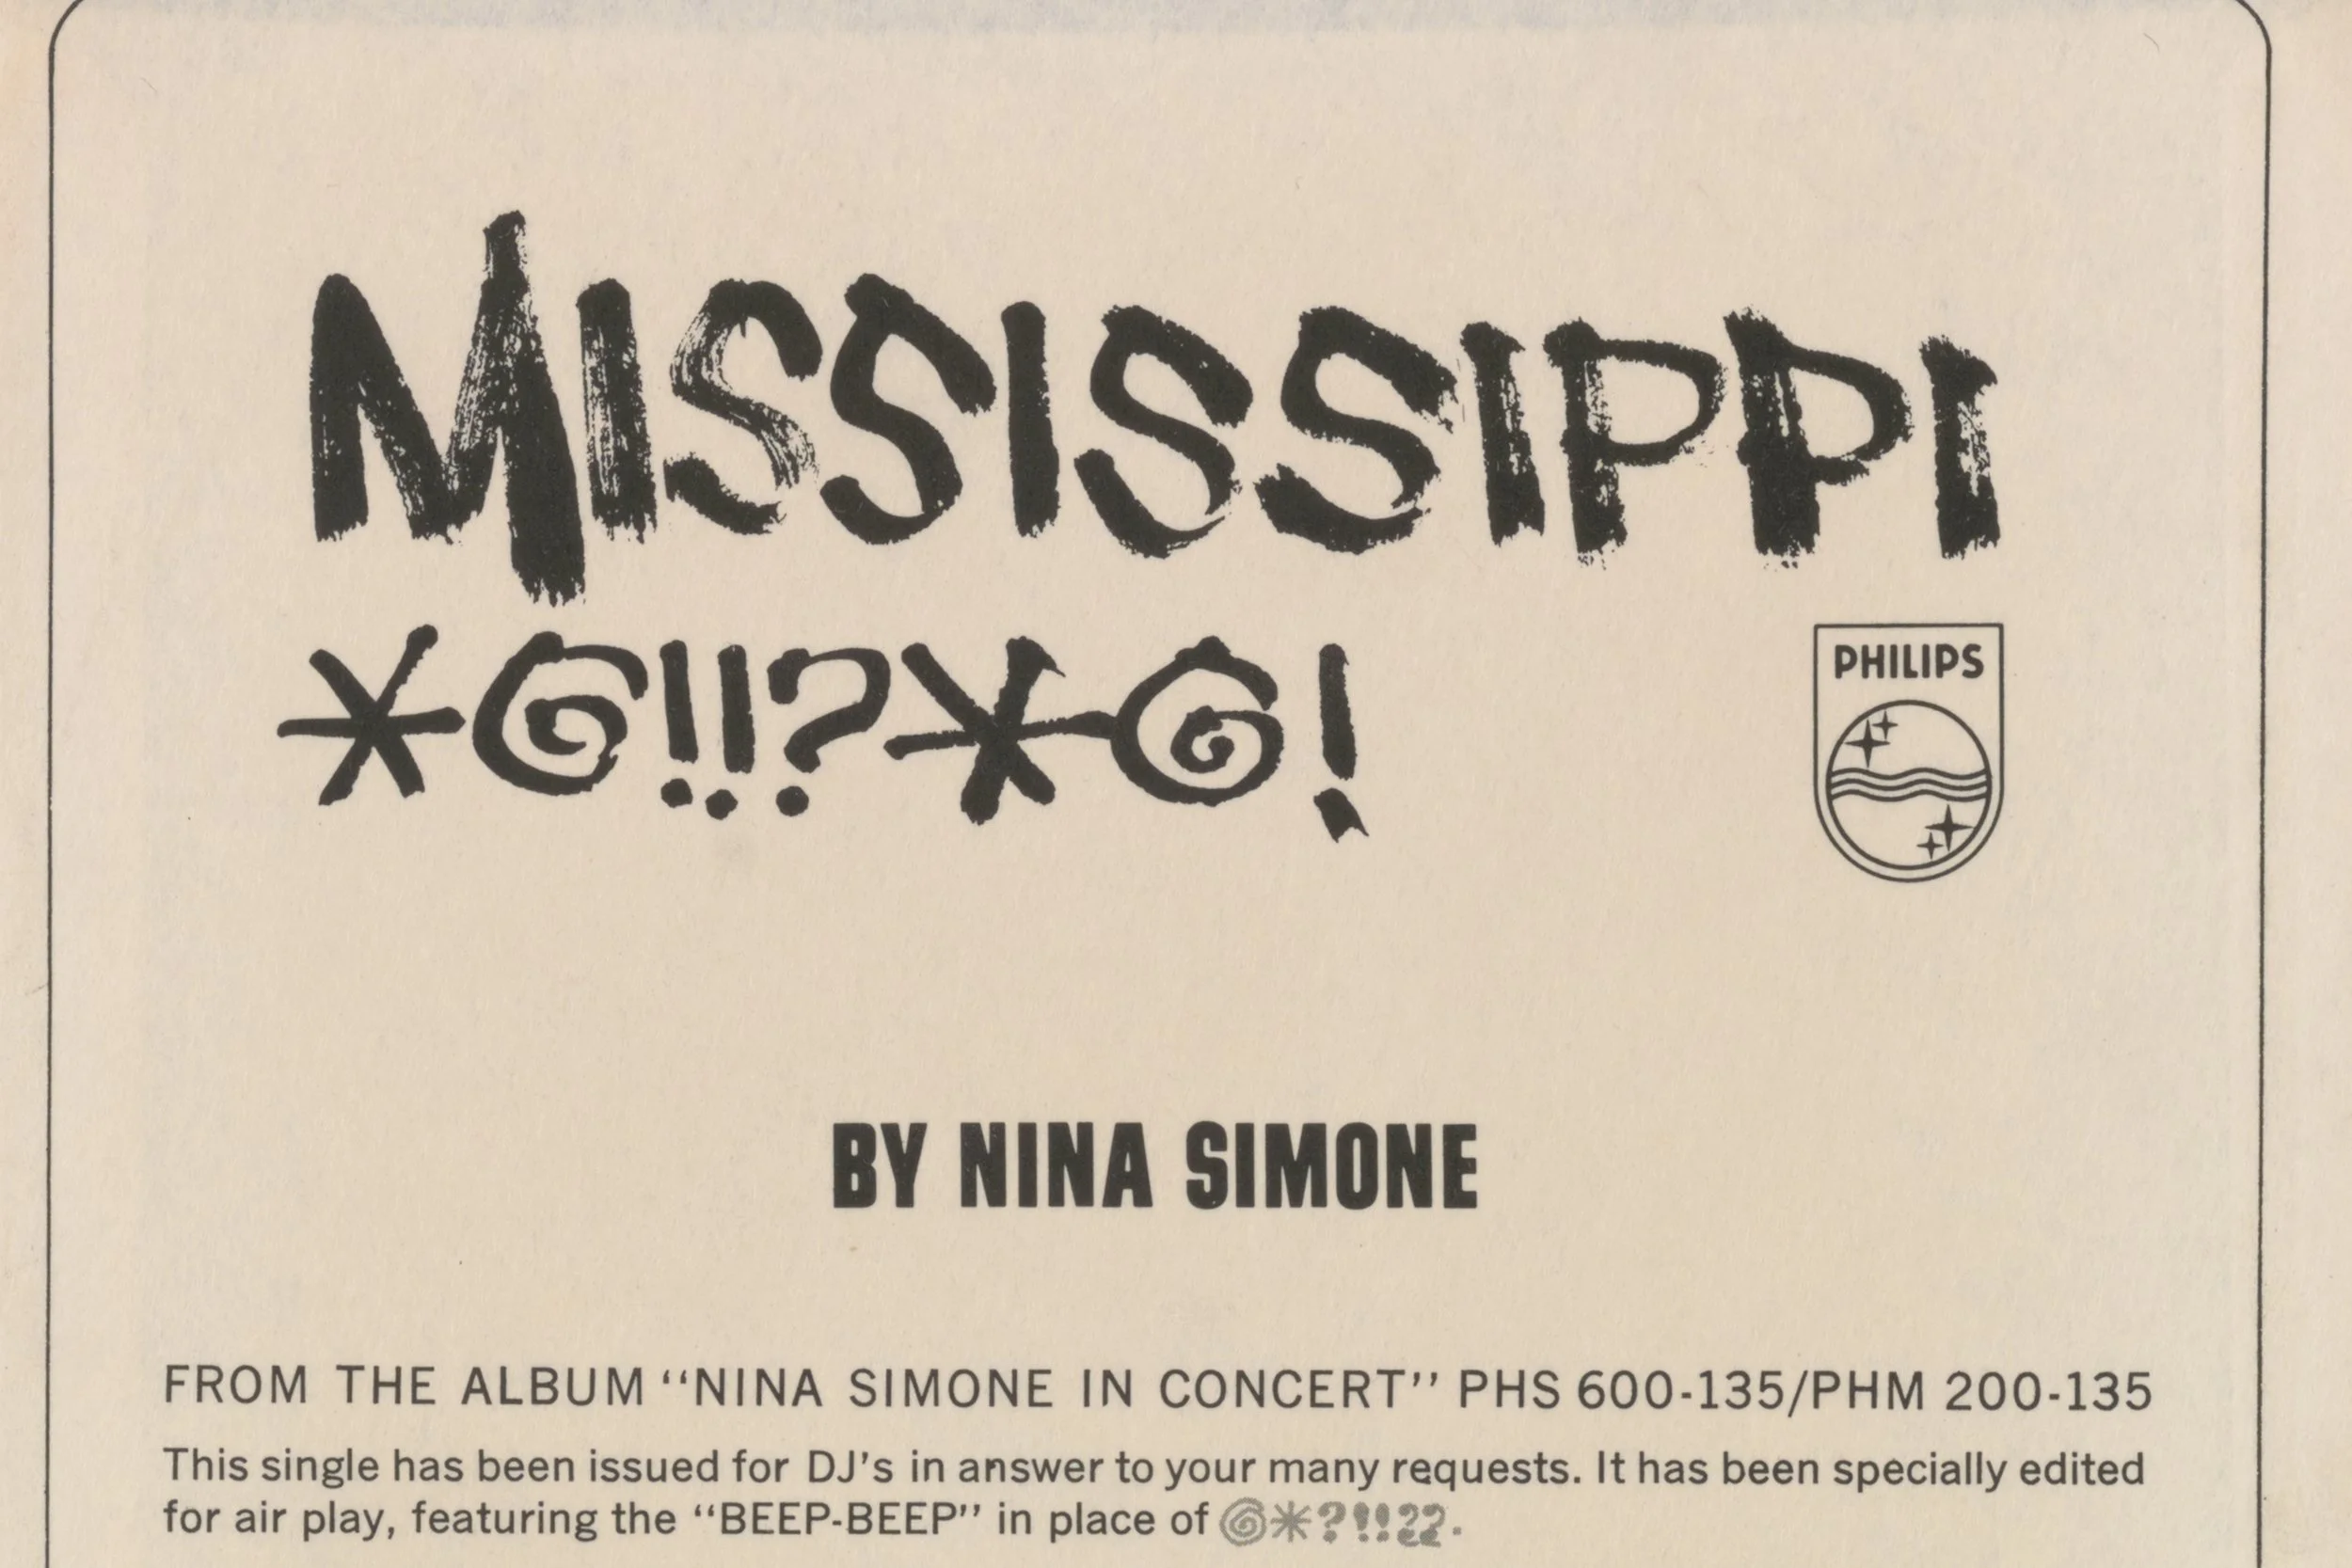 MISSISSIPPI
*@!!?*@!
PHILIPS
BY NINA SIMONE
FROM THE ALBUM “NINA SIMONE IN CONCERT” PHS 600-135/PHM 200-135
This single has been issued for DJ's in answer to your many requests. It has been specially edited
for air play, featuring the “BEEP-BEEP” in place of @*?!!??.